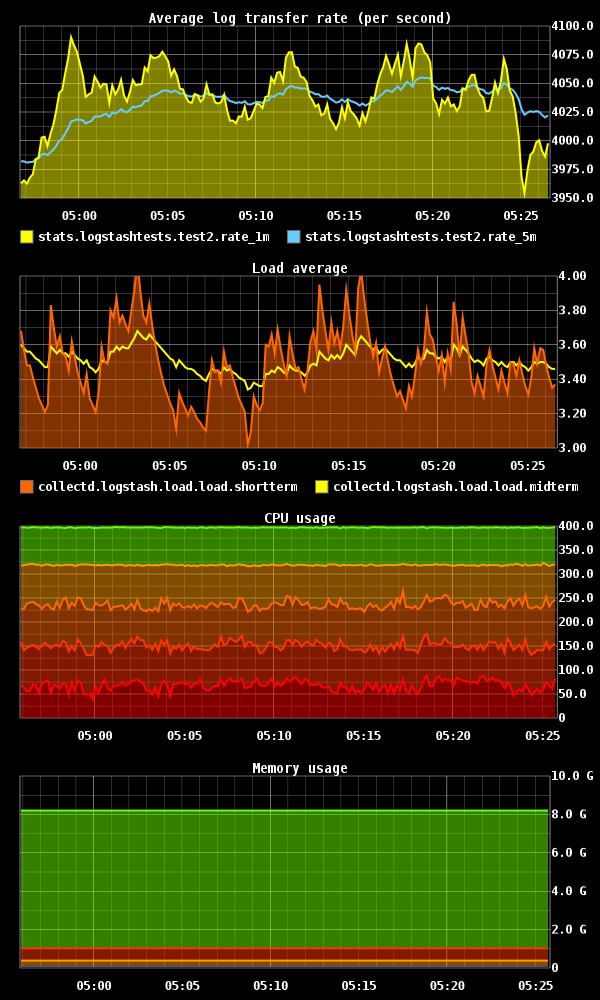 Average log transfer rate (per second)
4100.0
4075.0
4050.0
4025.0
4000.0
3975.0
3950.0
05:00 05:05 05:10 05:15 05:20 05:25
stats.logstashtests.test2.rate_1m stats.logstashtests.test2.rate_5m
Load average
4.00
3.80
3.60
3.40
3.20
3.00
05:00 05:05 05:10 05:15 05:20 05:25
collectd.logstash.load.load.shortterm collectd.logstash.load.load.midterm
CPU usage
400.0
350.0
300.0
250.0
200.0
150.0
100.0
50.0
0
05:00 05:05 05:10 05:15 05:20 05:25
Memory usage
10.0 G
8.0 G
6.0 G
4.0 G
2.0 G
0
05:00 05:05 05:10 05:15 05:20 05:25